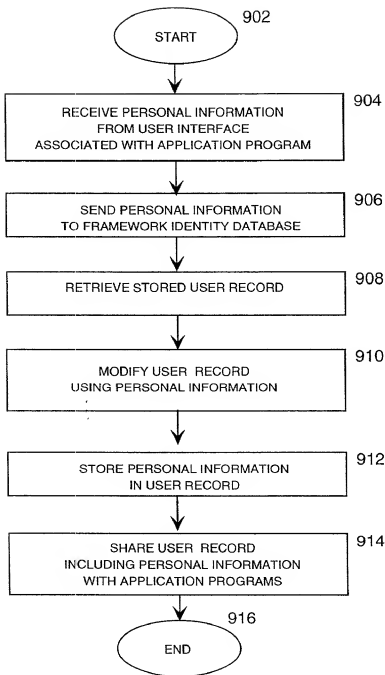 902
START
904
RECEIVE PERSONAL INFORMATION
FROM USER INTERFACE
ASSOCIATED WITH APPLICATION PROGRAM
906
SEND PERSONAL INFORMATION
TO FRAMEWORK IDENTITY DATABASE
908
RETRIEVE STORED USER RECORD
910
MODIFY USER RECORD
USING PERSONAL INFORMATION
912
STORE PERSONAL INFORMATION
IN USER RECORD
914
SHARE USER RECORD
INCLUDING PERSONAL INFORMATION
WITH APPLICATION PROGRAMS
916
END